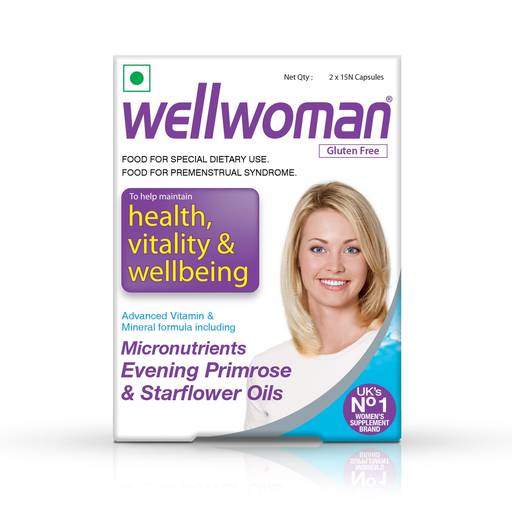 Net Qty : 2 x 15N Capsules
wellwoman®
Gluten Free
FOOD FOR SPECIAL DIETARY USE.
FOOD FOR PREMENSTRUAL SYNDROME.
To help maintain
health,
vitality &
wellbeing
Advanced Vitamin &
Mineral formula including
Micronutrients
Evening Primrose
& Starflower Oils
UK's
No1
WOMEN'S
SUPPLEMENT
BRAND